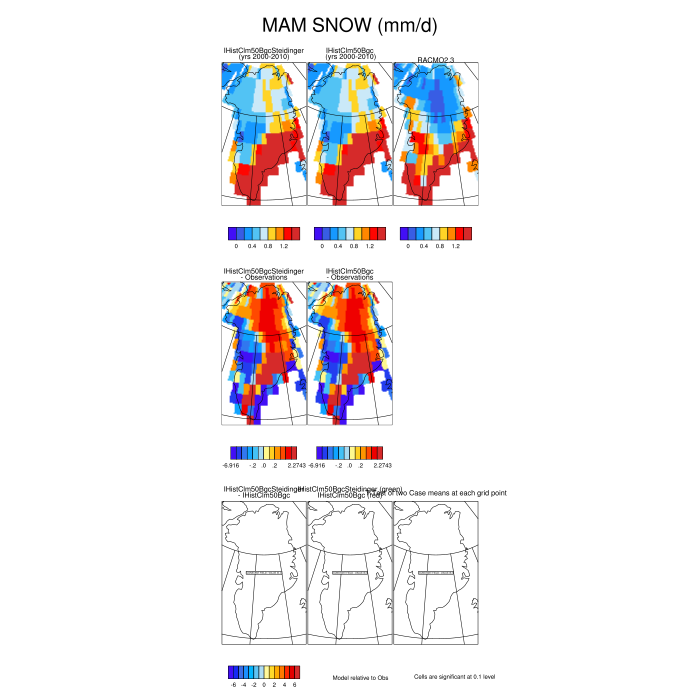 MAM SNOW (mm/d)
IHistClm50BgcSteidinger
(yrs 2000-2010)
IHistClm50Bgc
(yrs 2000-2010)
RACMO2.3
0 0.4 0.8 1.2
0 0.4 0.8 1.2
0 0.4 0.8 1.2
IHistClm50BgcSteidinger
- Observations
IHistClm50Bgc
- Observations
-6.916 -.2 .0 .2 2.2743
-6.916 -.2 .0 .2 2.2743
IHistClm50BgcSteidinger
- IHistClm50Bgc
IHistClm50BgcSteidinger (green)
IHistClm50Bgc (red)
of two Case means at each grid point
-6 -4 -2 0 2 4 6
Model relative to Obs
Cells are significant at 0.1 level